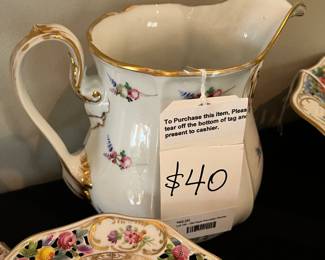 To Purchase this item, Please
tear off the bottom of tag and
present to cashier.
$40